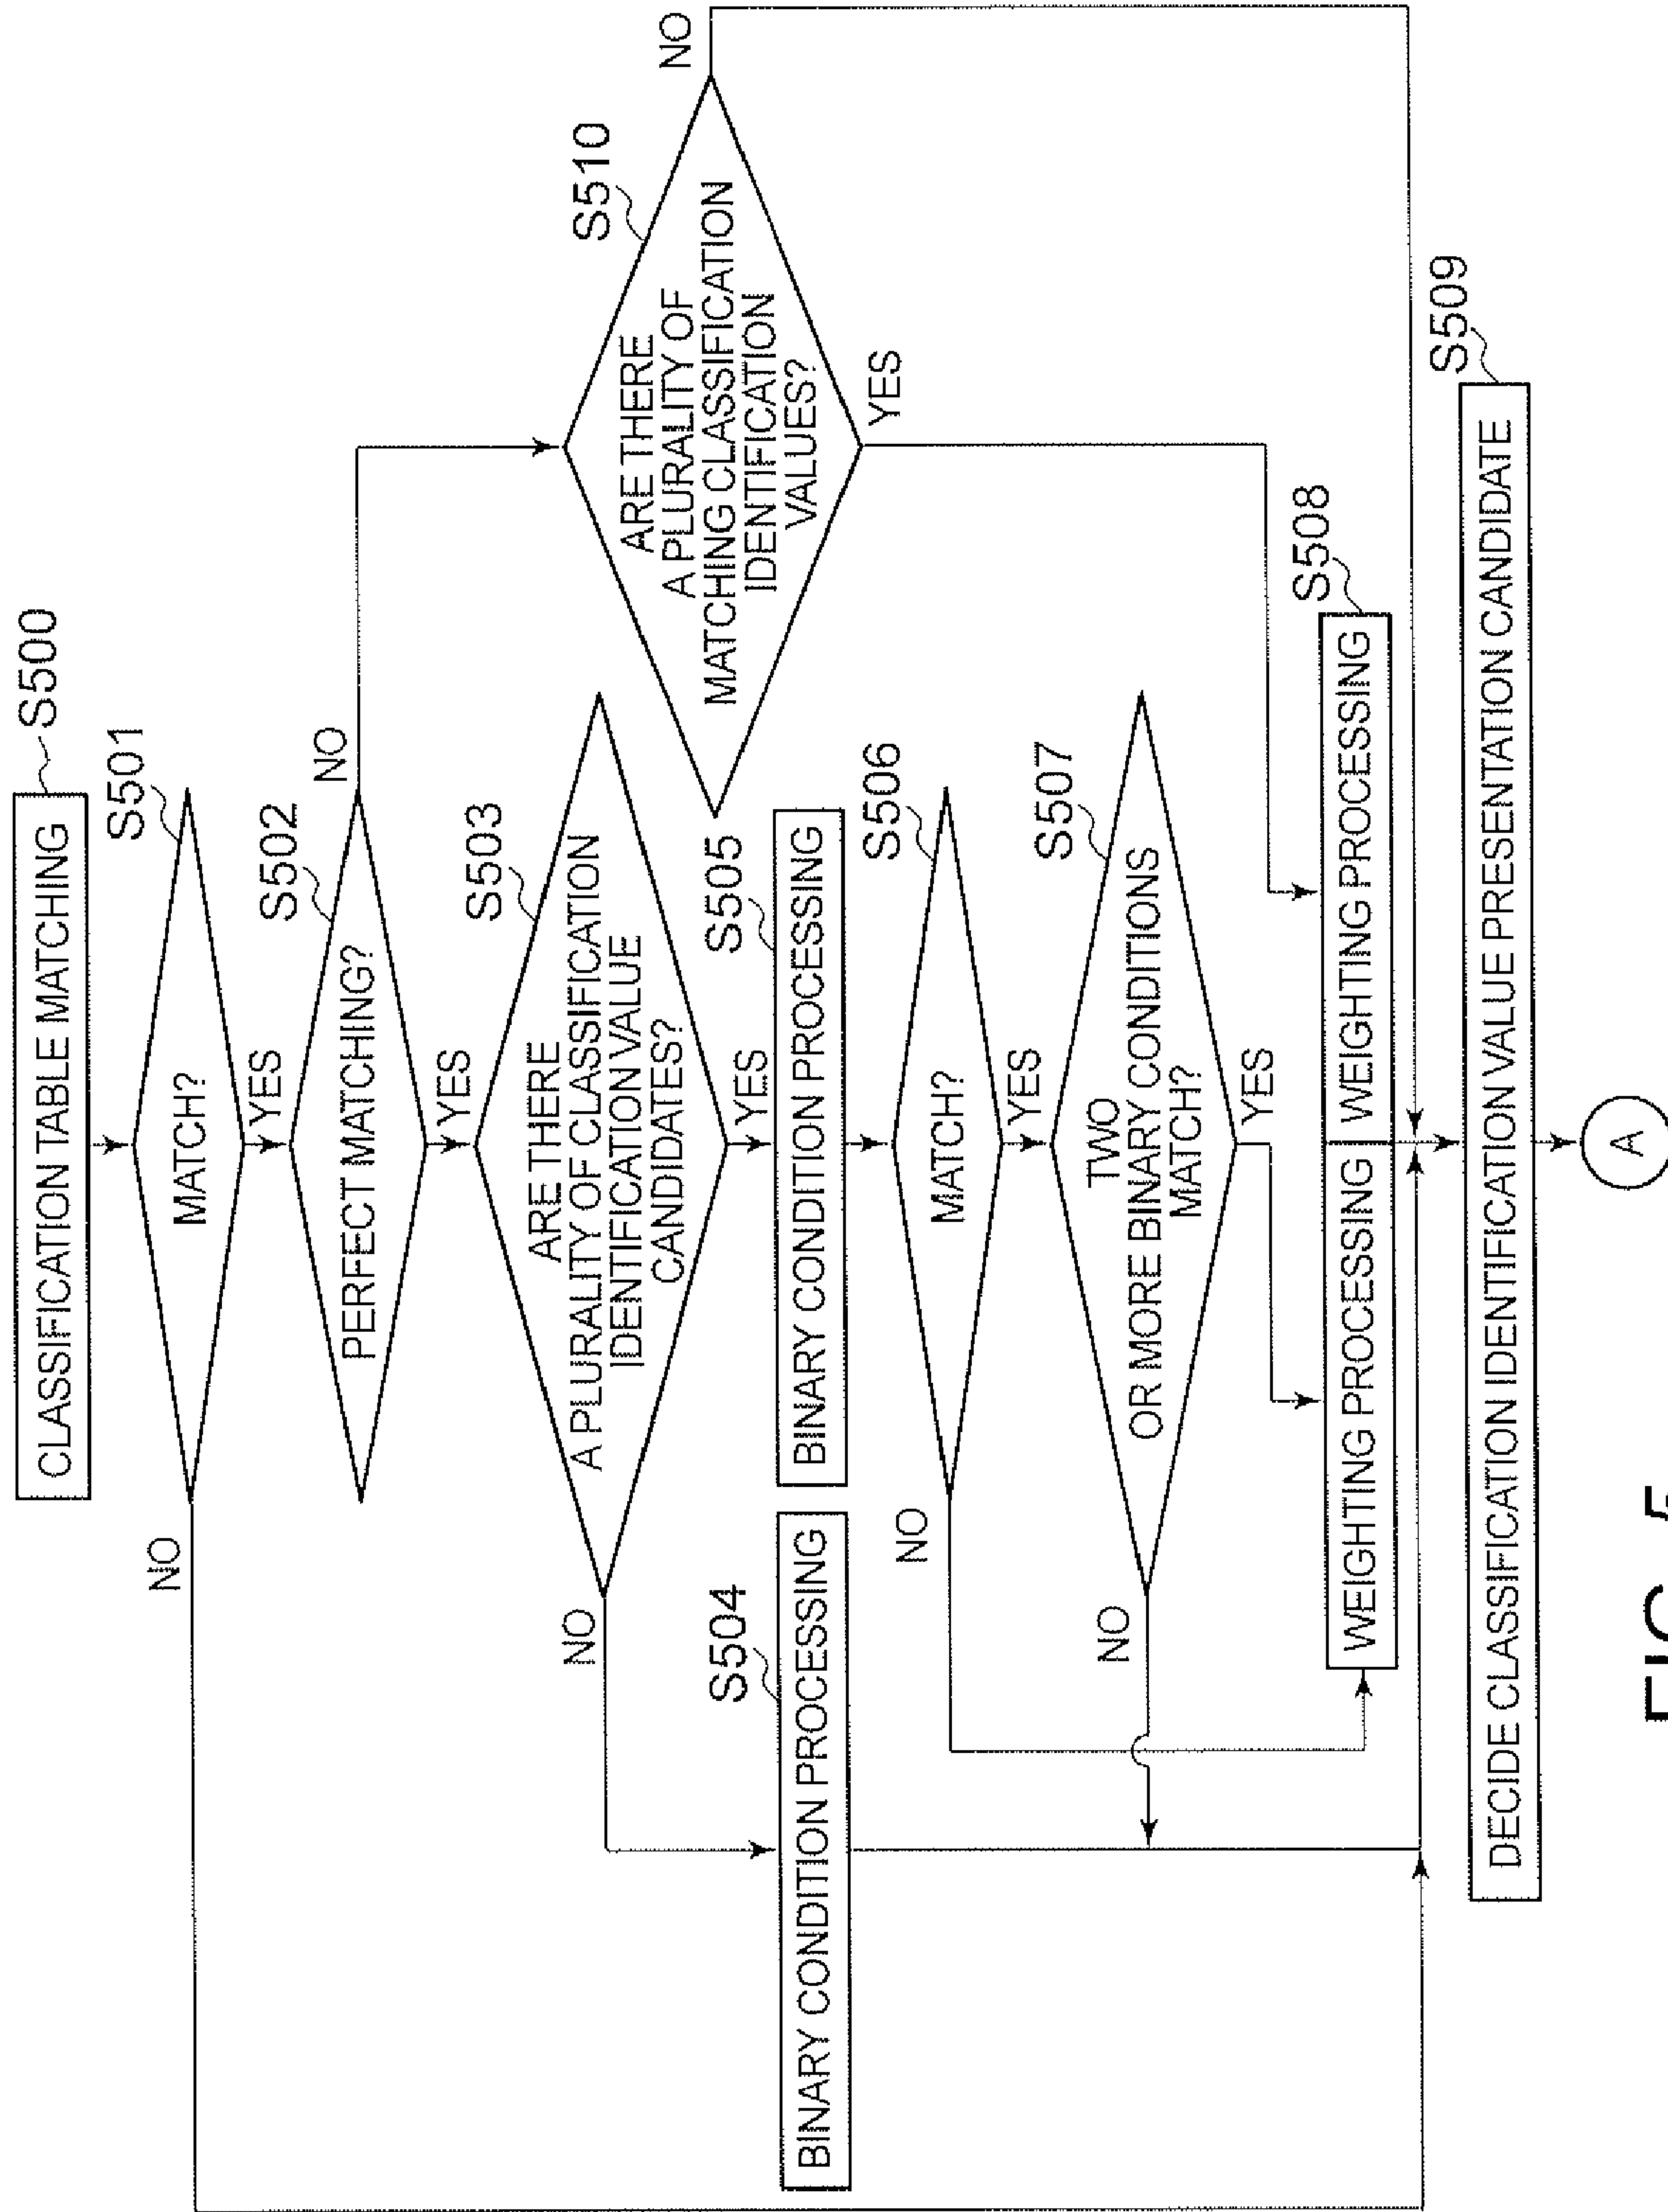 CLASSIFICATION TABLE MATCHING
S500
MATCH?
S501
NO
YES
PERFECT MATCHING?
S502
NO
YES
ARE THERE
A PLURALITY OF CLASSIFICATION
IDENTIFICATION VALUE
CANDIDATES?
S503
NO
YES
ARE THERE
A PLURALITY OF
MATCHING CLASSIFICATION
IDENTIFICATION
VALUES?
S510
NO
YES
BINARY CONDITION PROCESSING
S504
BINARY CONDITION PROCESSING
S505
MATCH?
S506
NO
YES
TWO
OR MORE BINARY CONDITIONS
MATCH?
S507
NO
YES
WEIGHTING PROCESSING
WEIGHTING PROCESSING
S508
DECIDE CLASSIFICATION IDENTIFICATION VALUE PRESENTATION CANDIDATE
S509
A